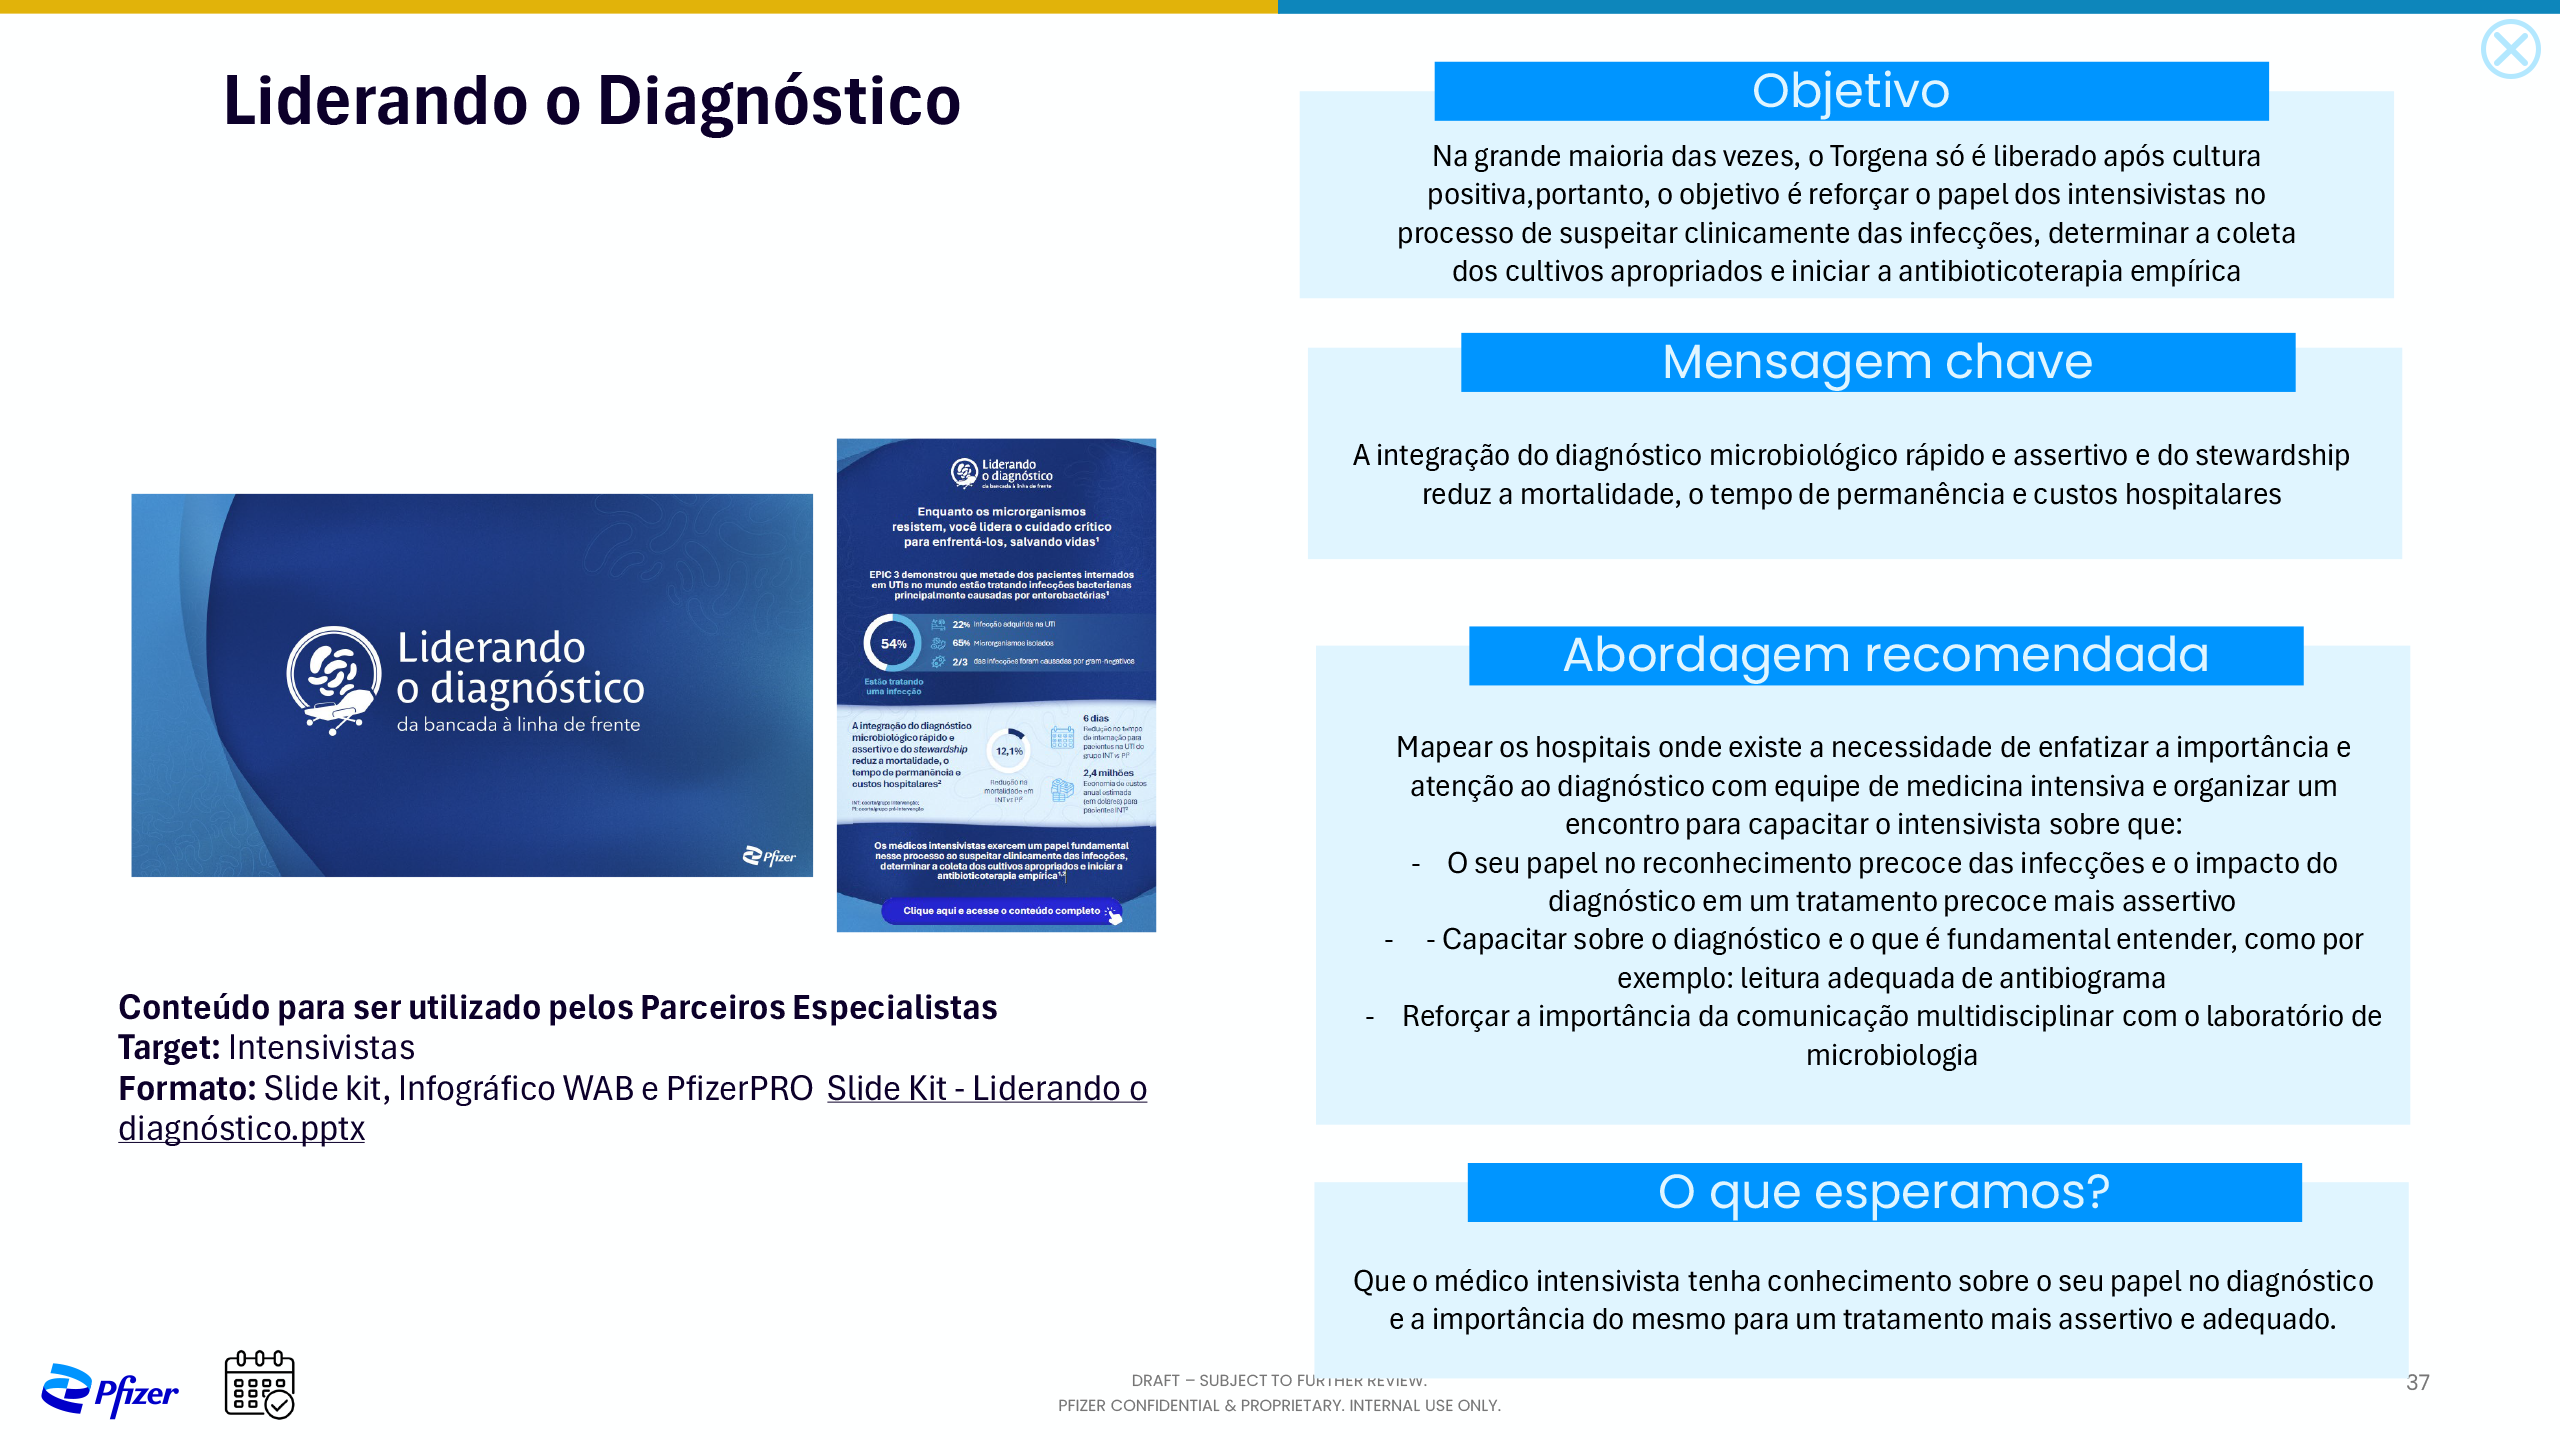 Liderando o Diagnóstico
Liderando
o diagnóstico
da bancada à linha de frente
Pfizer
Liderando
o diagnóstico
da bancada à linha de frente
Enquanto os microrganismos
resistem, você lidera o cuidado crítico
para enfrentá-los, salvando vidas¹
EPIC 3 demonstrou que metade dos pacientes internados
em UTIs no mundo estão tratando infecções bacterianas
principalmente causadas por enterobactérias¹
54%
22% Infecção adquirida na UTI
65% Microrganismos isolados
2/3 das infecções foram causadas por gram-negativos
Estão tratando
uma infecção
A integração do diagnóstico
microbiológico rápido e
assertivo e do stewardship
reduz a mortalidade, o
tempo de permanência e
custos hospitalares²
12,1%
Redução na
mortalidade em
INT vs PI²
6 dias
Redução no tempo
de internação para
pacientes na UTI do
grupo INT vs PI²
2,4 milhões
Economia de custos
anual estimada
(em dólares) para
pacientes INT²
INT: coorte/grupo intervenção;
PI: coorte/grupo pré-intervenção
Os médicos intensivistas exercem um papel fundamental
nesse processo ao suspeitar clinicamente das infecções,
determinar a coleta dos cultivos apropriados e iniciar a
antibioticoterapia empírica¹,²
Clique aqui e acesse o conteúdo completo
Conteúdo para ser utilizado pelos Parceiros Especialistas
Target: Intensivistas
Formato: Slide kit, Infográfico WAB e PfizerPRO Slide Kit - Liderando o
diagnóstico.pptx
Objetivo
Na grande maioria das vezes, o Torgena só é liberado após cultura
positiva,portanto, o objetivo é reforçar o papel dos intensivistas no
processo de suspeitar clinicamente das infecções, determinar a coleta
dos cultivos apropriados e iniciar a antibioticoterapia empírica
Mensagem chave
A integração do diagnóstico microbiológico rápido e assertivo e do stewardship
reduz a mortalidade, o tempo de permanência e custos hospitalares
Abordagem recomendada
Mapear os hospitais onde existe a necessidade de enfatizar a importância e
atenção ao diagnóstico com equipe de medicina intensiva e organizar um
encontro para capacitar o intensivista sobre que:
- O seu papel no reconhecimento precoce das infecções e o impacto do
diagnóstico em um tratamento precoce mais assertivo
- - Capacitar sobre o diagnóstico e o que é fundamental entender, como por
exemplo: leitura adequada de antibiograma
- Reforçar a importância da comunicação multidisciplinar com o laboratório de
microbiologia
O que esperamos?
Que o médico intensivista tenha conhecimento sobre o seu papel no diagnóstico
e a importância do mesmo para um tratamento mais assertivo e adequado.
Pfizer
DRAFT – SUBJECT TO FURTHER REVIEW.
PFIZER CONFIDENTIAL & PROPRIETARY. INTERNAL USE ONLY.
37